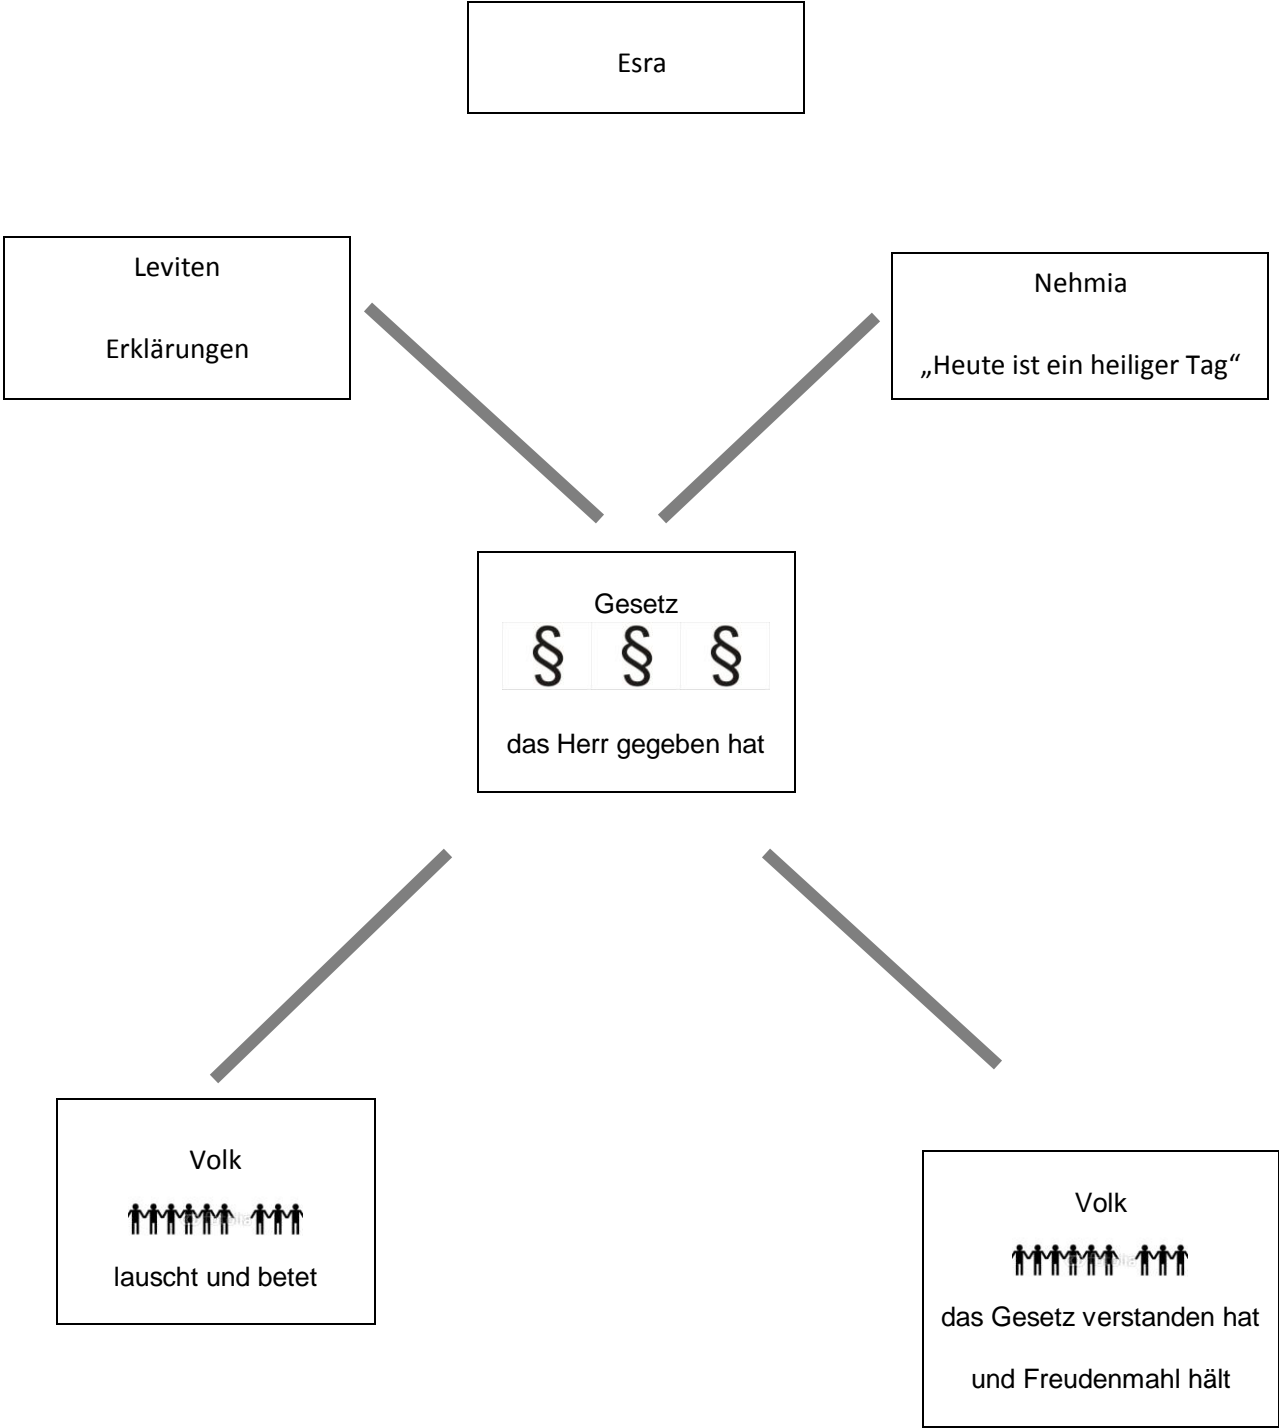 Esra
Leviten
Erklärungen
Nehmia
„Heute ist ein heiliger Tag“
Gesetz
§ § §
das Herr gegeben hat
Volk
lauscht und betet
Volk
das Gesetz verstanden hat
und Freudenmahl hält